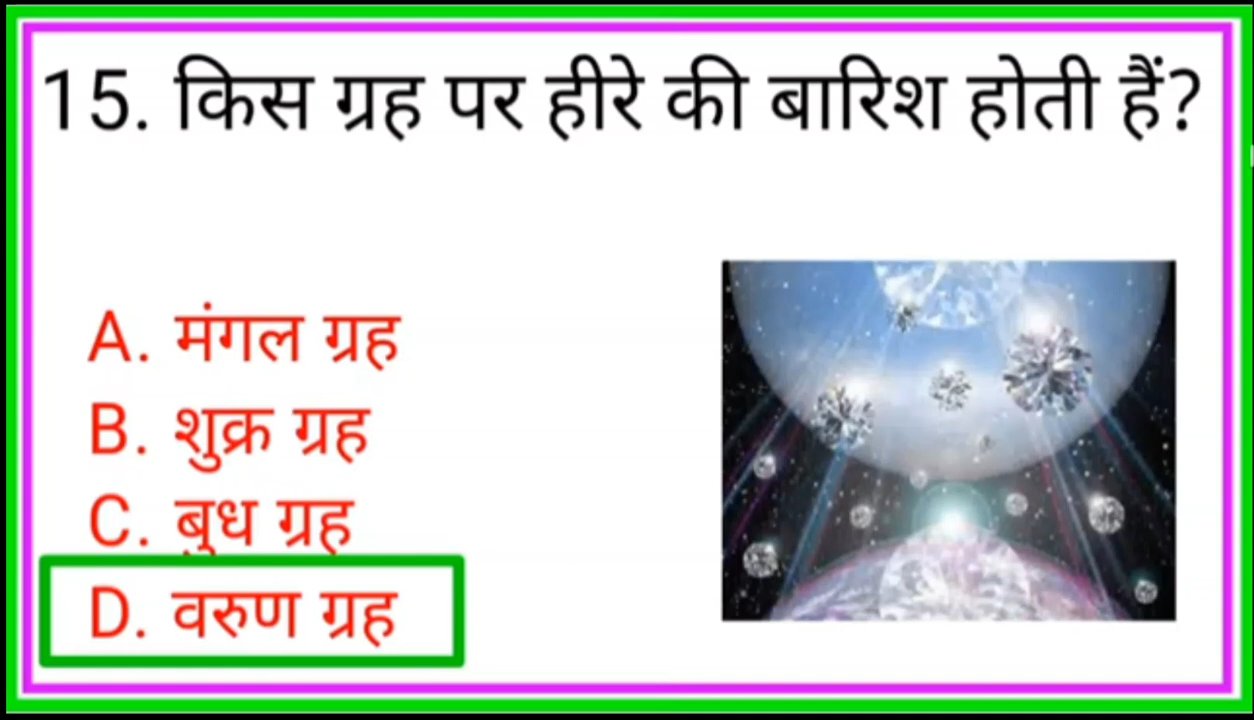 15. किस ग्रह पर हीरे की बारिश होती हैं?
A. मंगल ग्रह
B. शुक्र ग्रह
C. बुध ग्रह
D. वरुण ग्रह